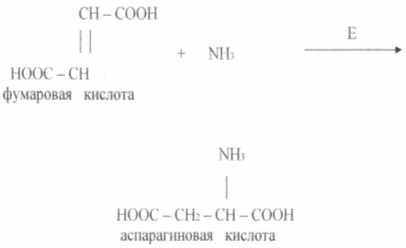 CH – COOH
||
+ NH₃ E
HOOC – CH
фумаровая кислота
NH₃
|
HOOC – CH₂ – CH – COOH
аспарагиновая кислота